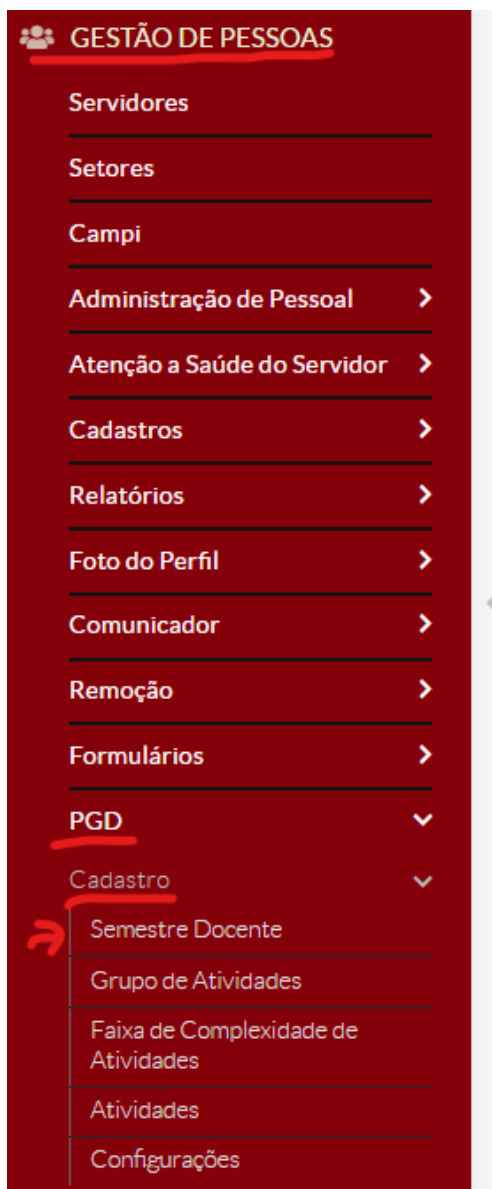 GESTÃO DE PESSOAS
Servidores
Setores
Campi
Administração de Pessoal
Atenção a Saúde do Servidor
Cadastros
Relatórios
Foto do Perfil
Comunicador
Remoção
Formulários
PGD
Cadastro
Semestre Docente
Grupo de Atividades
Faixa de Complexidade de
Atividades
Atividades
Configurações